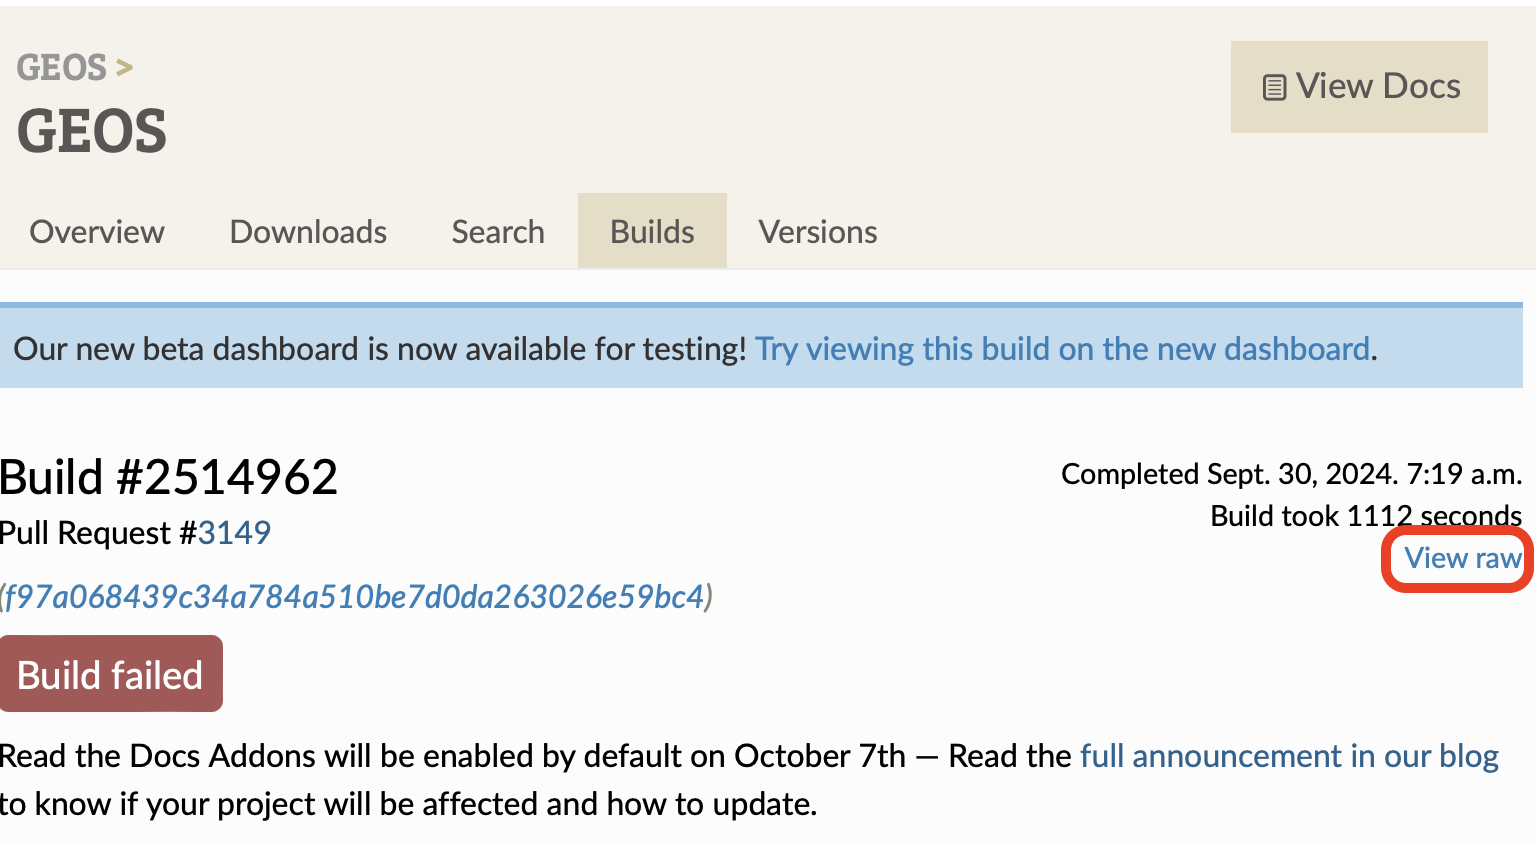 GEOS >
GEOS
View Docs
Overview Downloads Search Builds Versions
Our new beta dashboard is now available for testing! Try viewing this build on the new dashboard.
Build #2514962
Completed Sept. 30, 2024. 7:19 a.m.
Pull Request #3149
Build took 1112 seconds
View raw
(f97a068439c34a784a510be7d0da263026e59bc4)
Build failed
Read the Docs Addons will be enabled by default on October 7th — Read the full announcement in our blog
to know if your project will be affected and how to update.